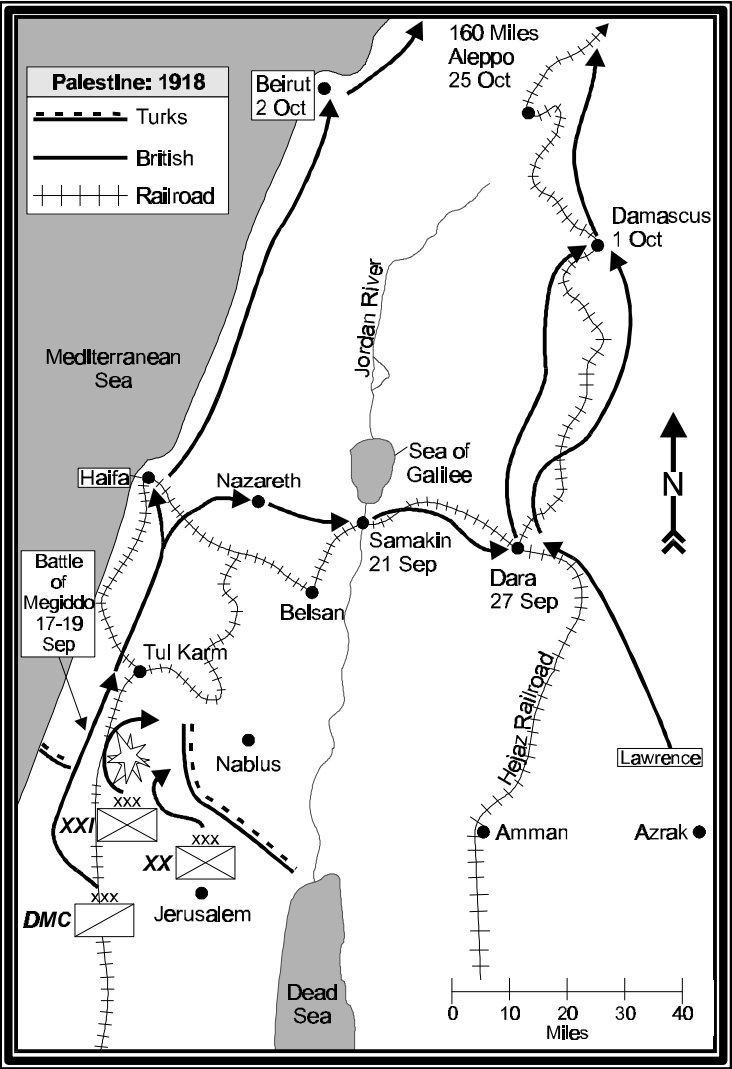 Palestine: 1918
Turks
British
Railroad
160 Miles
Aleppo
25 Oct
Beirut
2 Oct
Damascus
1 Oct
Jordan River
Mediterranean
Sea
Sea of
Galilee
Haifa
Nazareth
N
Samakin
21 Sep
Dara
27 Sep
Battle
of
Megiddo
17-19
Sep
Belsan
Tul Karm
Hejaz Railroad
Nablus
Lawrence
XXX
XXI
XXX
XX
Amman
Azrak
XXX
DMC
Jerusalem
Dead
Sea
0 10 20 30 40
Miles